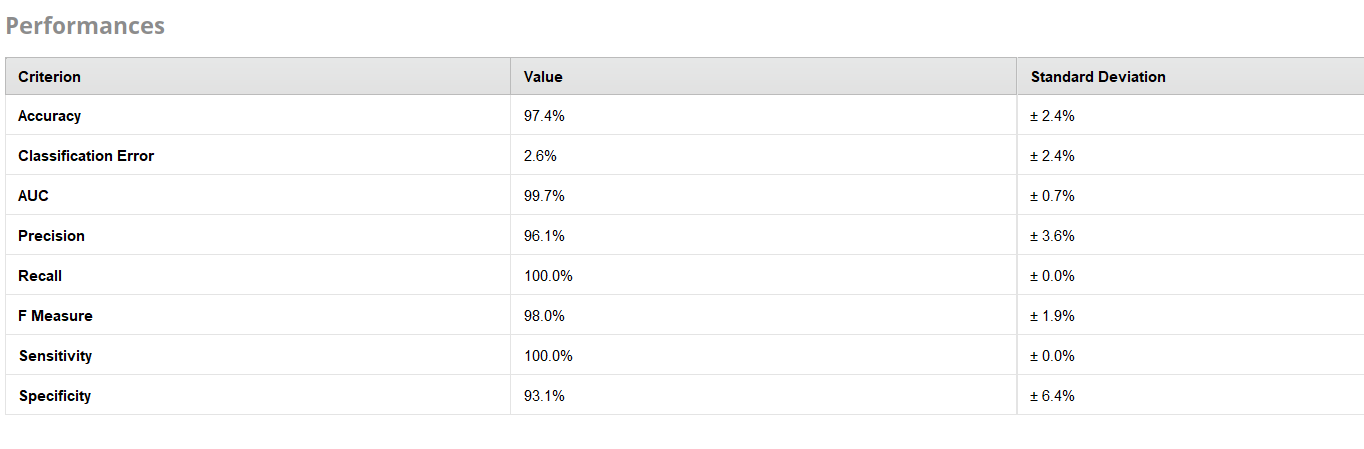 Performances
Criterion Value Standard Deviation
Accuracy 97.4% ± 2.4%
Classification Error 2.6% ± 2.4%
AUC 99.7% ± 0.7%
Precision 96.1% ± 3.6%
Recall 100.0% ± 0.0%
F Measure 98.0% ± 1.9%
Sensitivity 100.0% ± 0.0%
Specificity 93.1% ± 6.4%